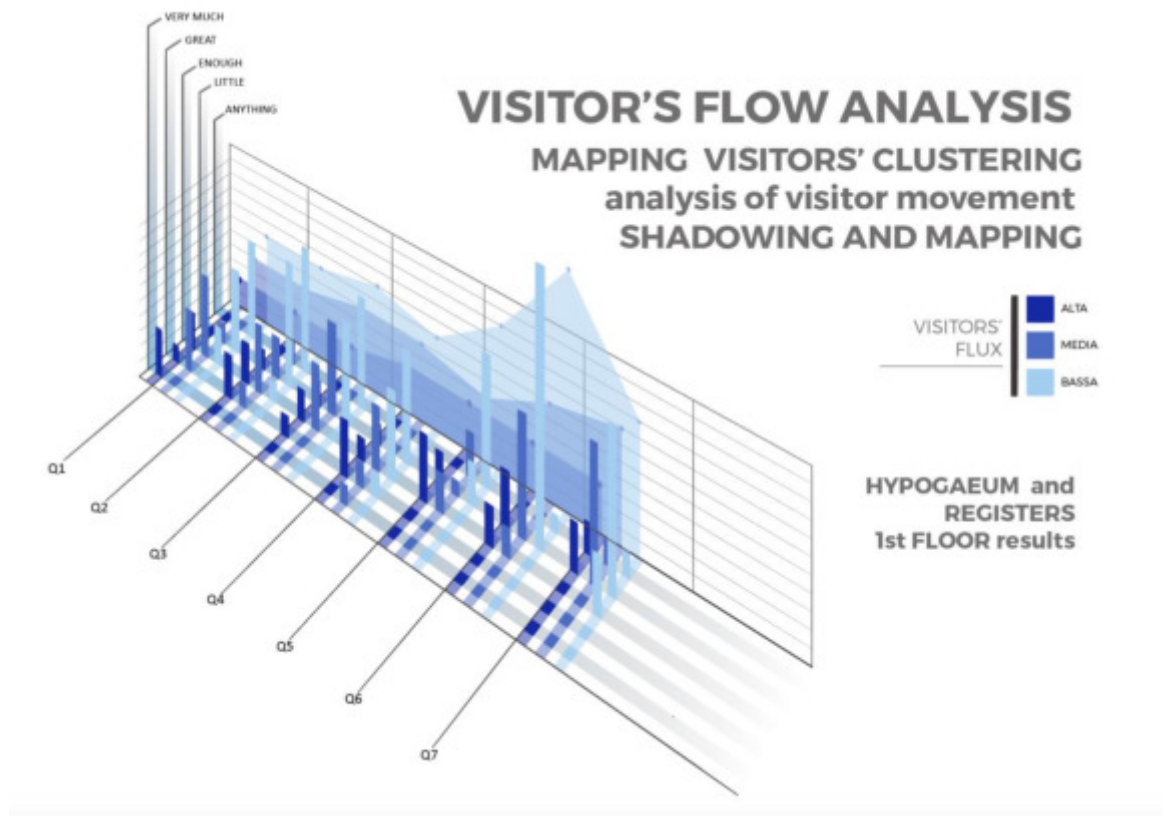 VERY MUCH
GREAT
ENOUGH
LITTLE
ANYTHING
VISITOR'S FLOW ANALYSIS
MAPPING VISITORS' CLUSTERING
analysis of visitor movement
SHADOWING AND MAPPING
VISITORS'
FLUX
ALTA
MEDIA
BASSA
HYPOGAEUM and
REGISTERS
1st FLOOR results
Q1
Q2
Q3
Q4
Q5
Q6
Q7